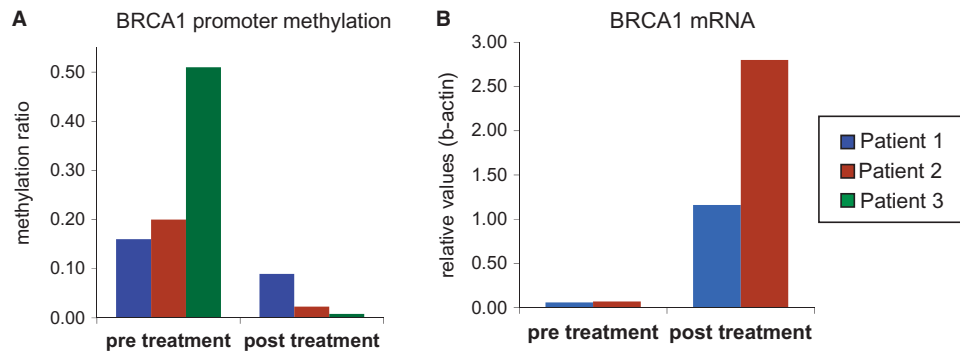 A
BRCA1 promoter methylation
methylation ratio
0.50
0.40
0.30
0.20
0.10
0.00
pre treatment
post treatment
B
BRCA1 mRNA
relative values (b-actin)
3.00
2.50
2.00
1.50
1.00
0.50
0.00
pre treatment
post treatment
Patient 1
Patient 2
Patient 3